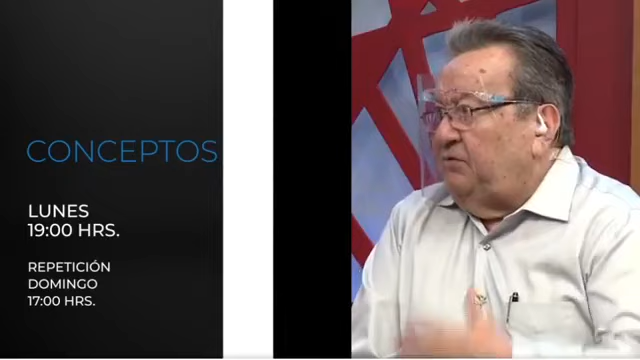 CONCEPTOS
LUNES
19:00 HRS.
REPETICIÓN
DOMINGO
17:00 HRS.